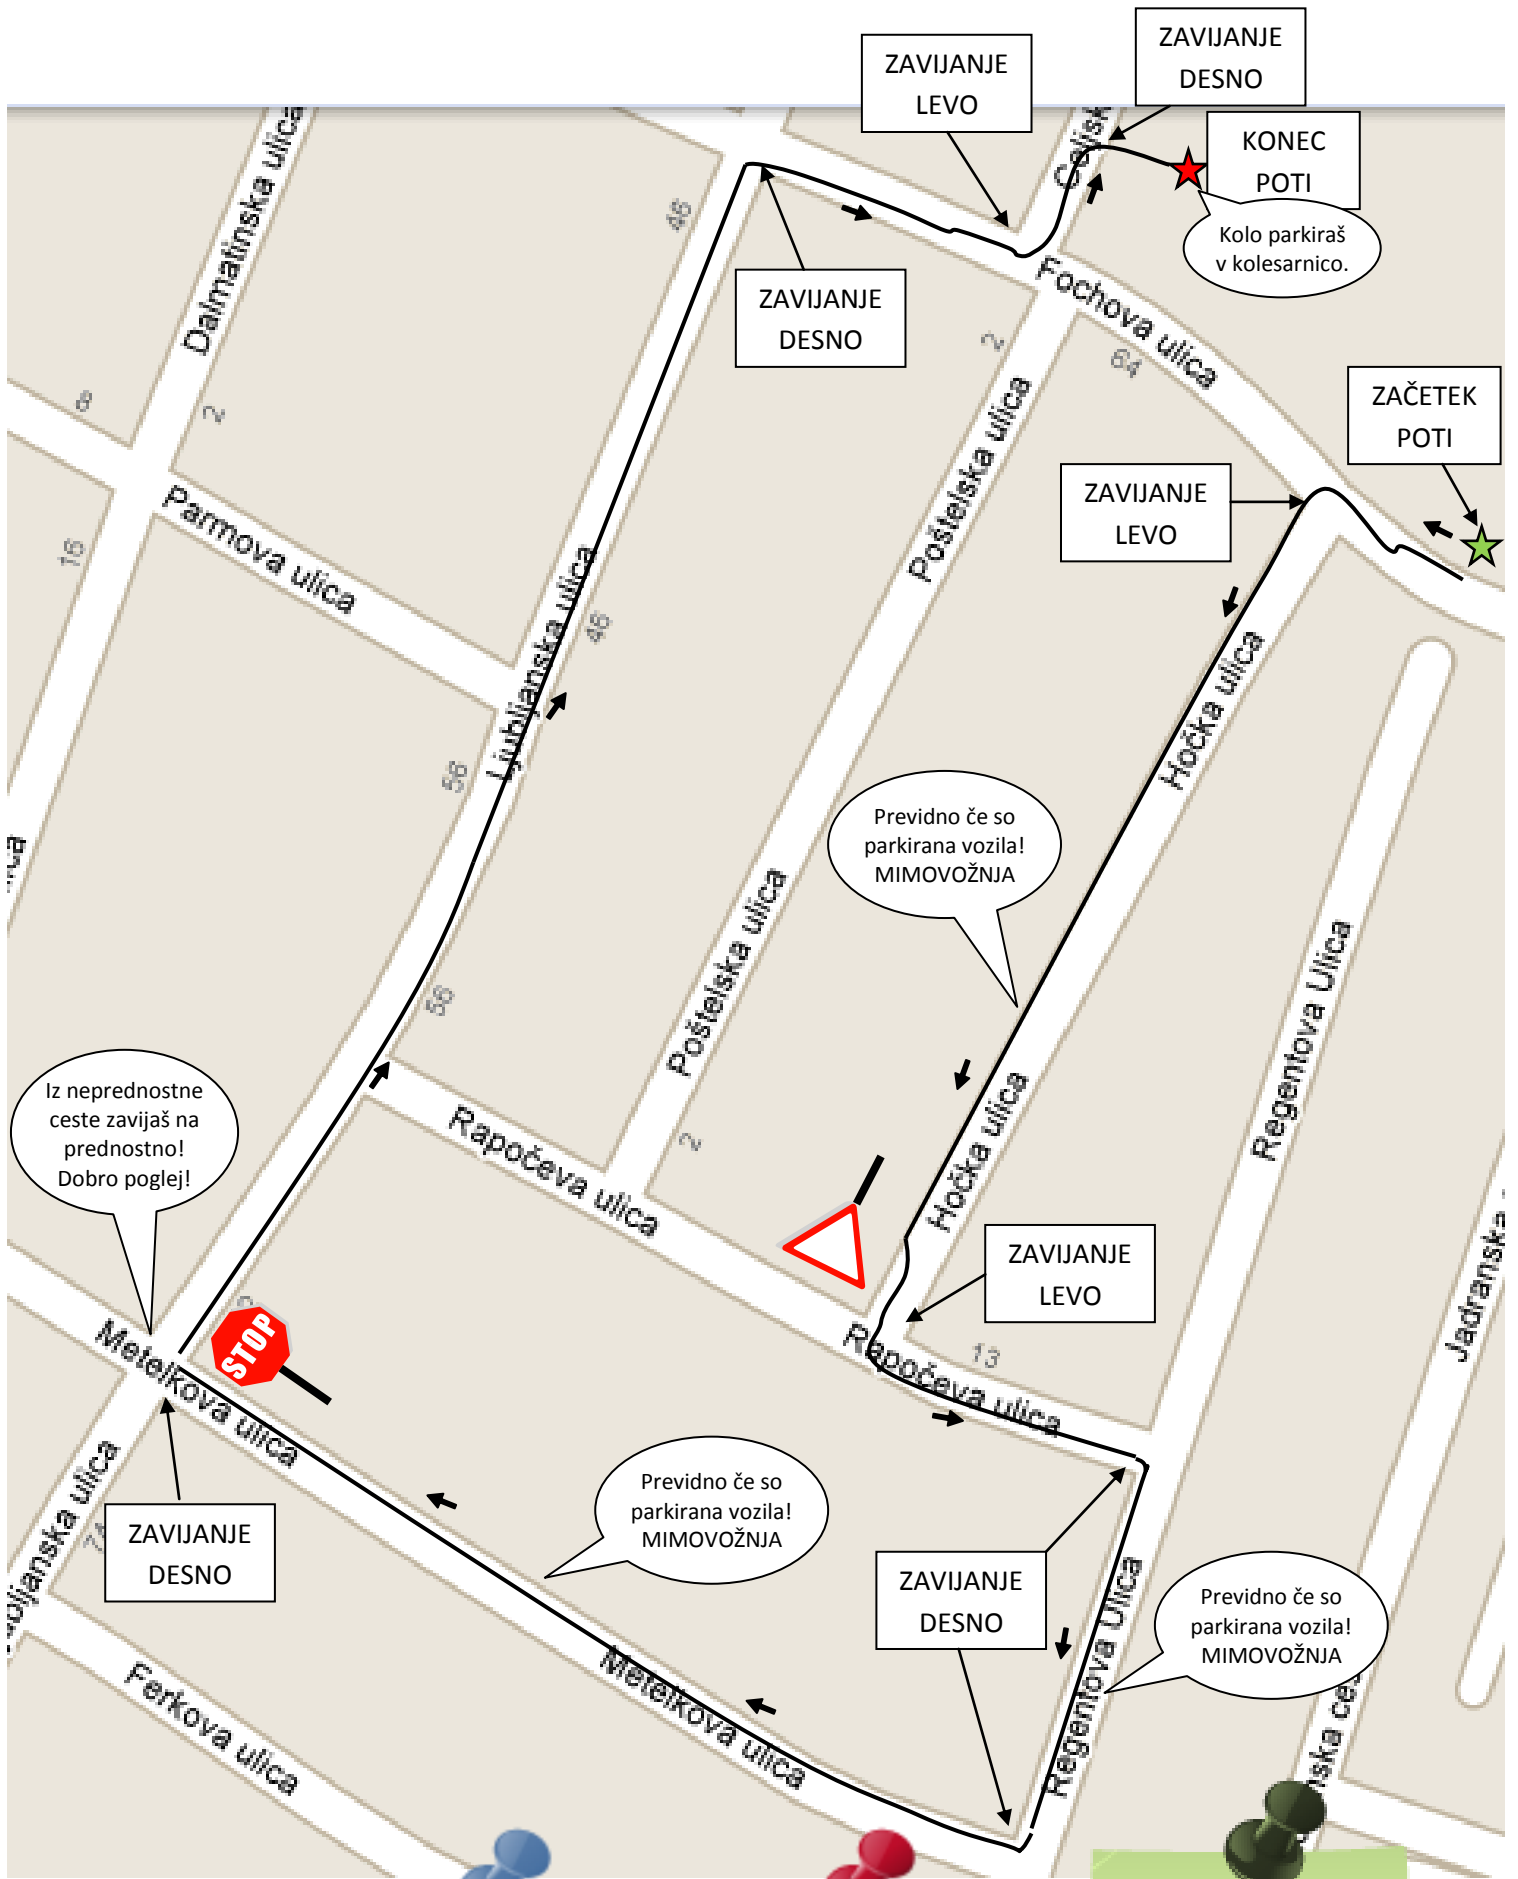 ZAVIJANJE
DESNO
ZAVIJANJE
LEVO
KONEC
POTI
Kolo parkiraš
v kolesarnico.
Dalmatinska ulica
46
Fochova ulica
ZAVIJANJE
DESNO
2
64
ZAČETEK
POTI
8
2
ZAVIJANJE
LEVO
Poštelska ulica
Parmova ulica
16
Ljubljanska ulica
46
Hočka ulica
56
Previdno če so
parkirana vozila!
MIMOVOŽNJA
Poštelska ulica
56
Regentova Ulica
Iz neprednostne
ceste zavijaš na
prednostno!
Dobro poglej!
Rapočeva ulica
2
Hočka ulica
ZAVIJANJE
LEVO
Jadranska
STOP
Metelkova ulica
Rapočeva ulica
13
Previdno če so
parkirana vozila!
MIMOVOŽNJA
ZAVIJANJE
DESNO
ZAVIJANJE
DESNO
Previdno če so
parkirana vozila!
MIMOVOŽNJA
Regentova Ulica
Metelkova ulica
Ferkova ulica